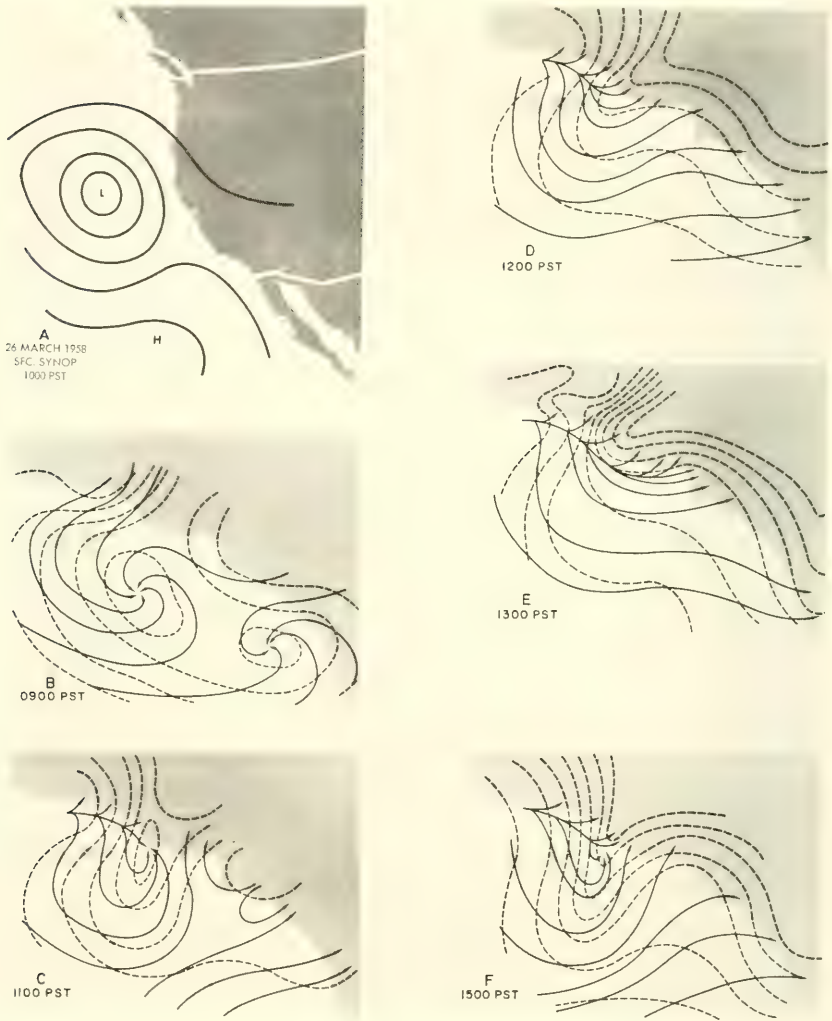 L
H
A
26 MARCH 1958
SFC. SYNOP
1000 PST
B
0900 PST
C
1100 PST
D
1200 PST
E
1300 PST
F
1500 PST